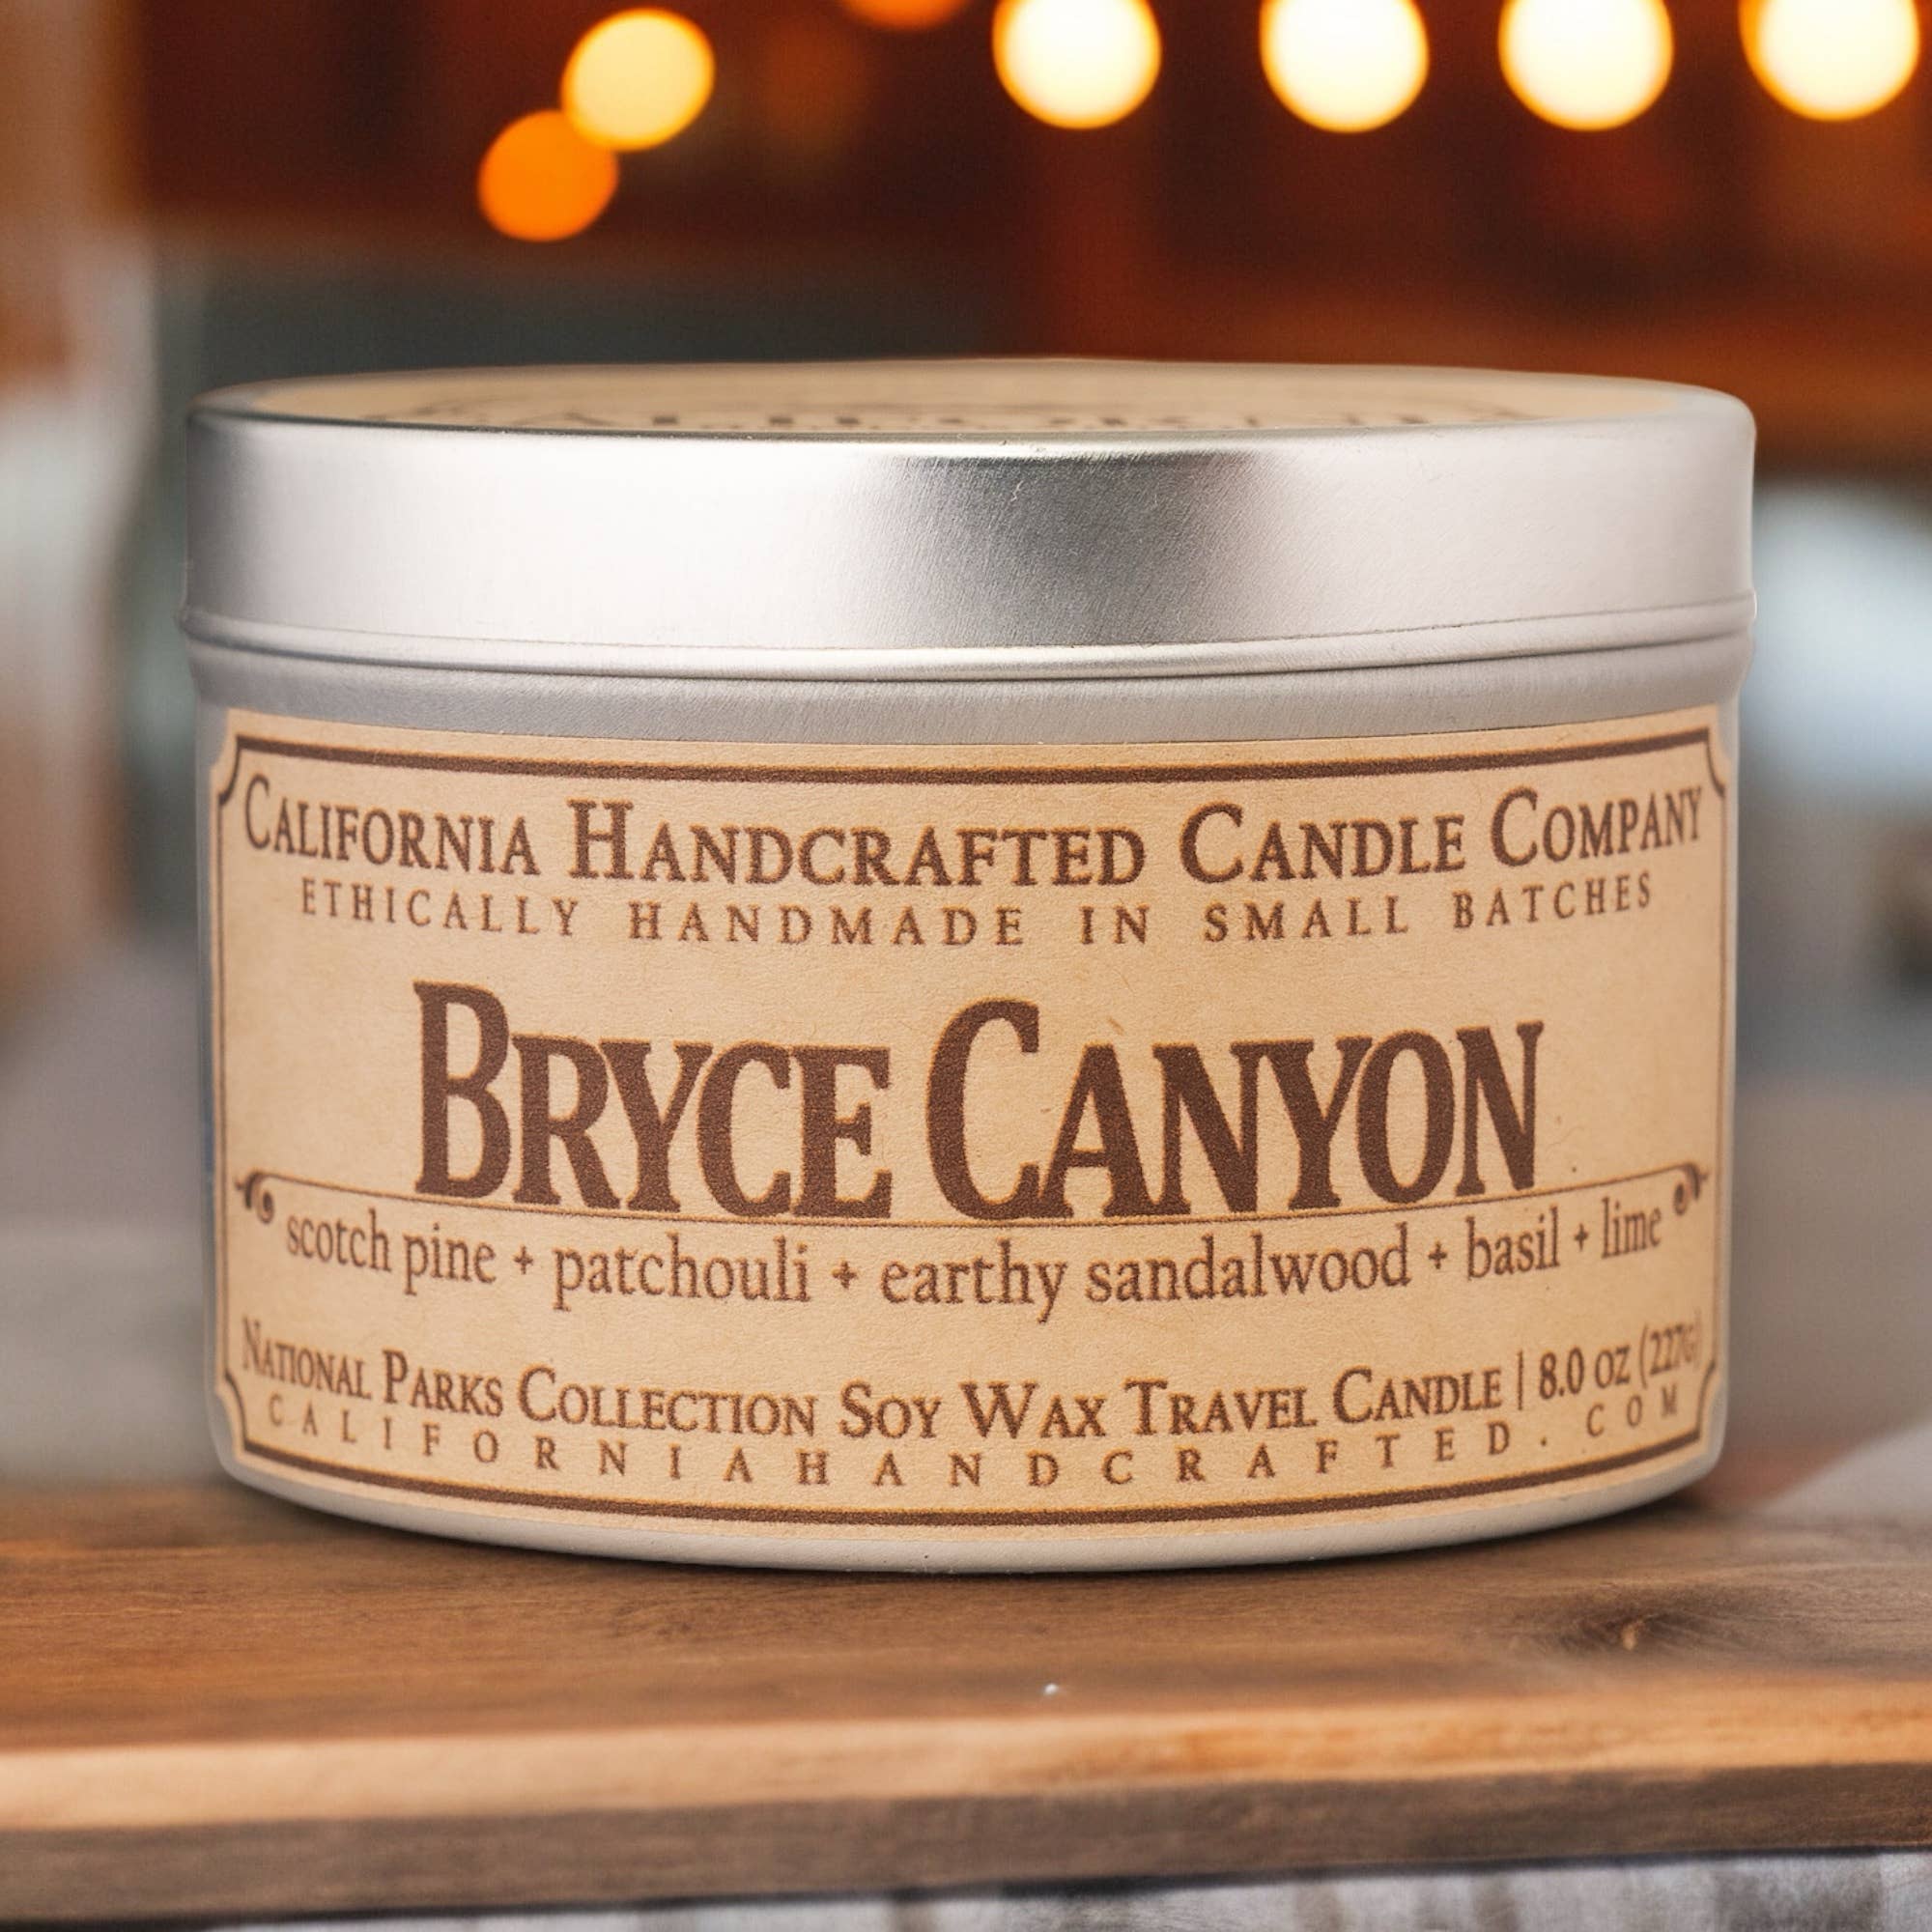 CALIFORNIA HANDCRAFTED CANDLE COMPANY
ETHICALLY HANDMADE IN SMALL BATCHES
BRYCE CANYON
scotch pine + patchouli + earthy sandalwood + basil + lime
NATIONAL PARKS COLLECTION SOY WAX TRAVEL CANDLE | 8.0 OZ (227G)
CALIFORNIAHANDCRAFTED.COM